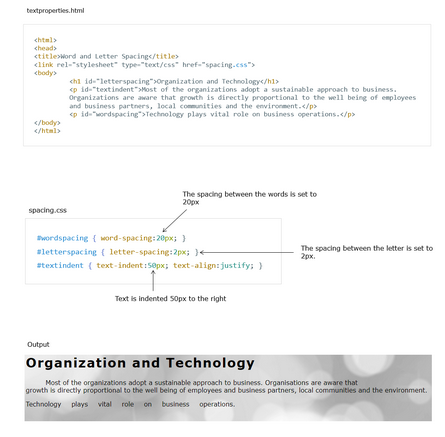 textproperties.html
<html>
<head>
<title>Word and Letter Spacing</title>
<link rel="stylesheet" type="text/css" href="spacing.css">
<body>
<h1 id="letterspacing">Organization and Technology</h1>
<p id="textindent">Most of the organizations adopt a sustainable approach to business.
Organizations are aware that growth is directly proportional to the well being of employees
and business partners, local communities and the environment.</p>
<p id="wordspacing">Technology plays vital role on business operations.</p>
</body>
</html>
The spacing between the words is set to
20px
spacing.css
#wordspacing { word-spacing:20px; }
#letterspacing { letter-spacing:2px; }
The spacing between the letter is set to
2px.
#textindent { text-indent:50px; text-align:justify; }
Text is indented 50px to the right
Output
Organization and Technology
Most of the organizations adopt a sustainable approach to business. Organisations are aware that
growth is directly proportional to the well being of employees and business partners, local communities and the environment.
Technology plays vital role on business operations.